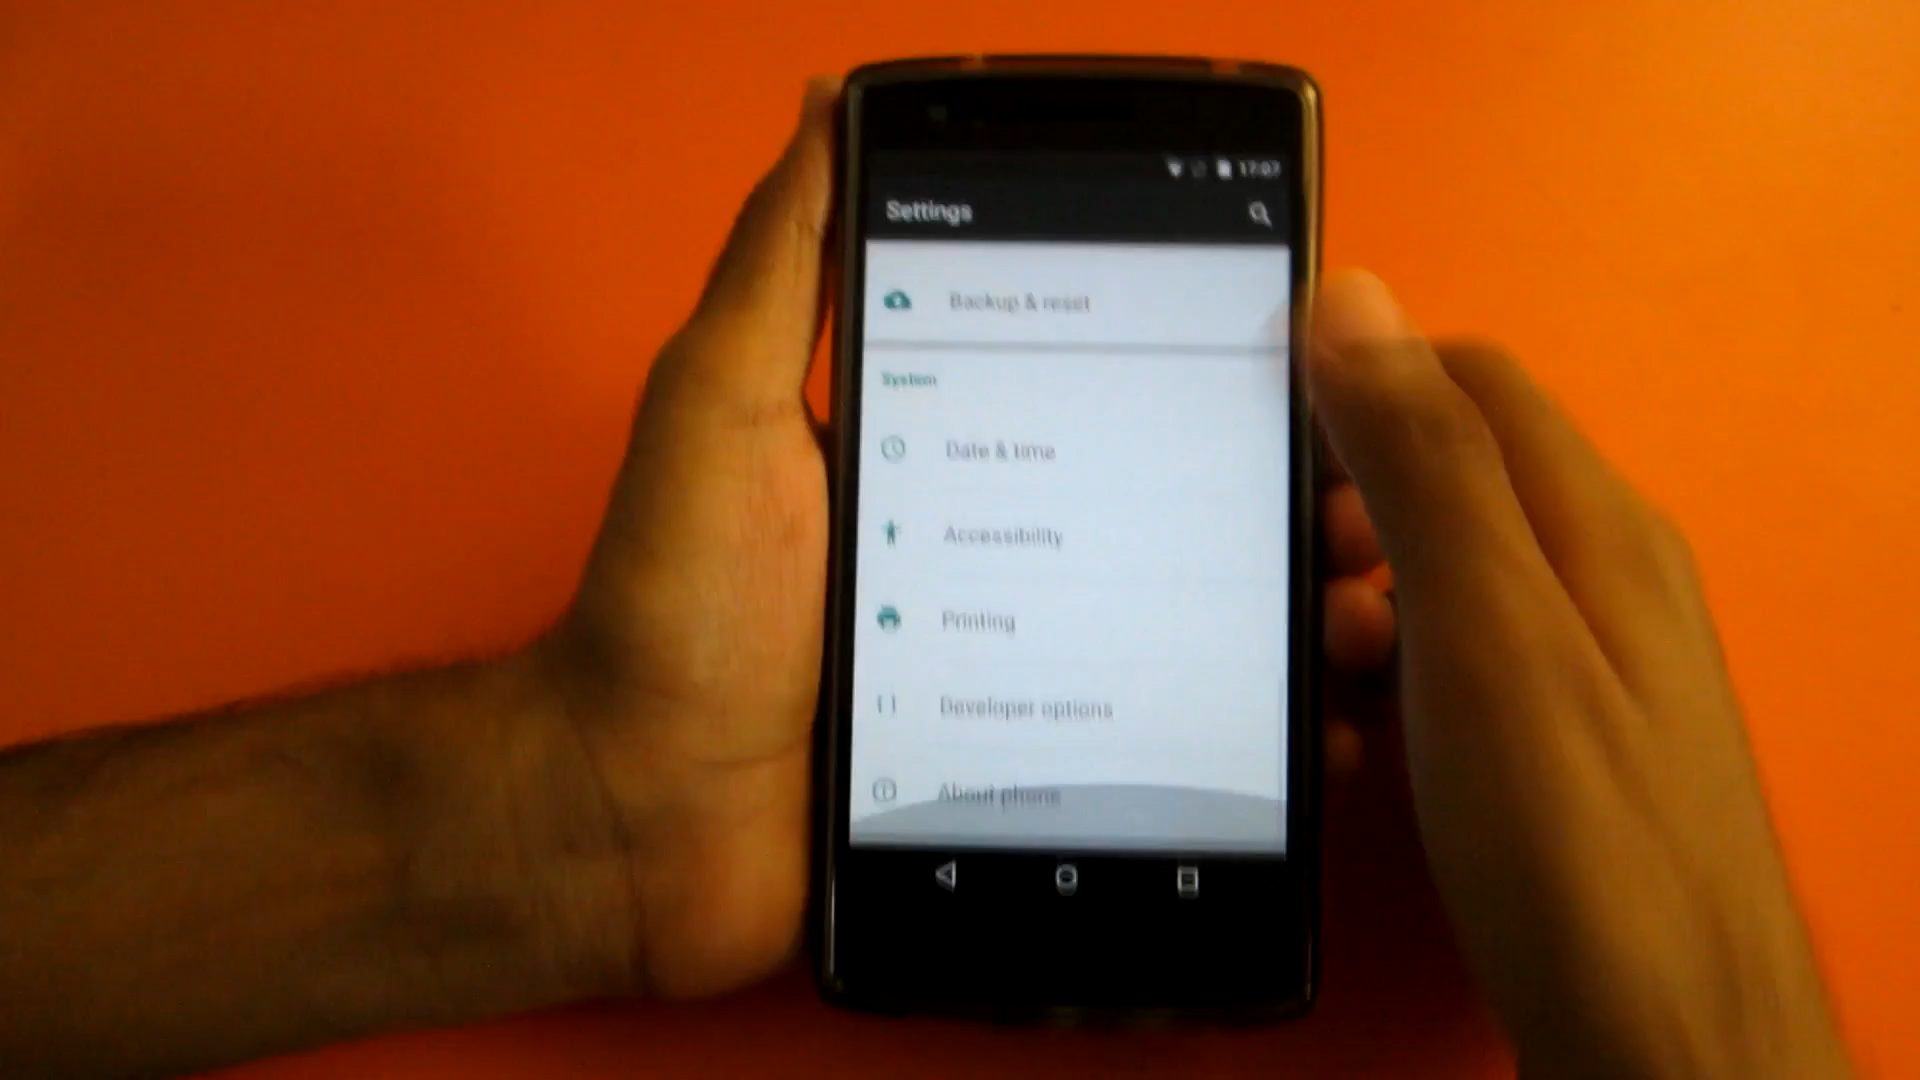 17:07
Settings
Backup & reset
System
Date & time
Accessibility
Printing
Developer options
About phone